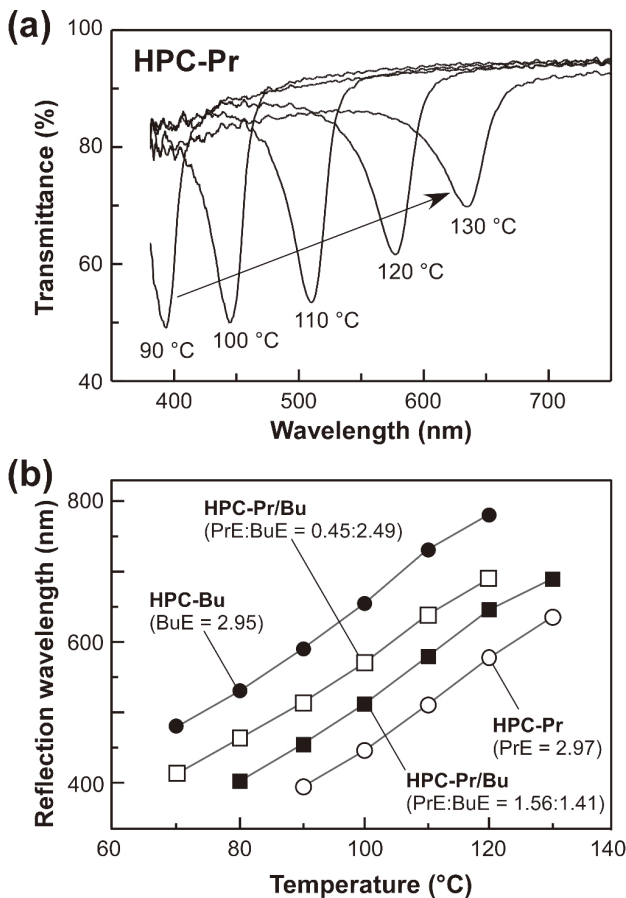 (a)
HPC-Pr
100
80
60
40
Transmittance (%)
90 °C
100 °C
110 °C
120 °C
130 °C
400
500
600
700
Wavelength (nm)
(b)
800
600
400
Reflection wavelength (nm)
HPC-Pr/Bu
(PrE:BuE = 0.45:2.49)
HPC-Bu
(BuE = 2.95)
HPC-Pr
(PrE = 2.97)
HPC-Pr/Bu
(PrE:BuE = 1.56:1.41)
60
80
100
120
140
Temperature (°C)